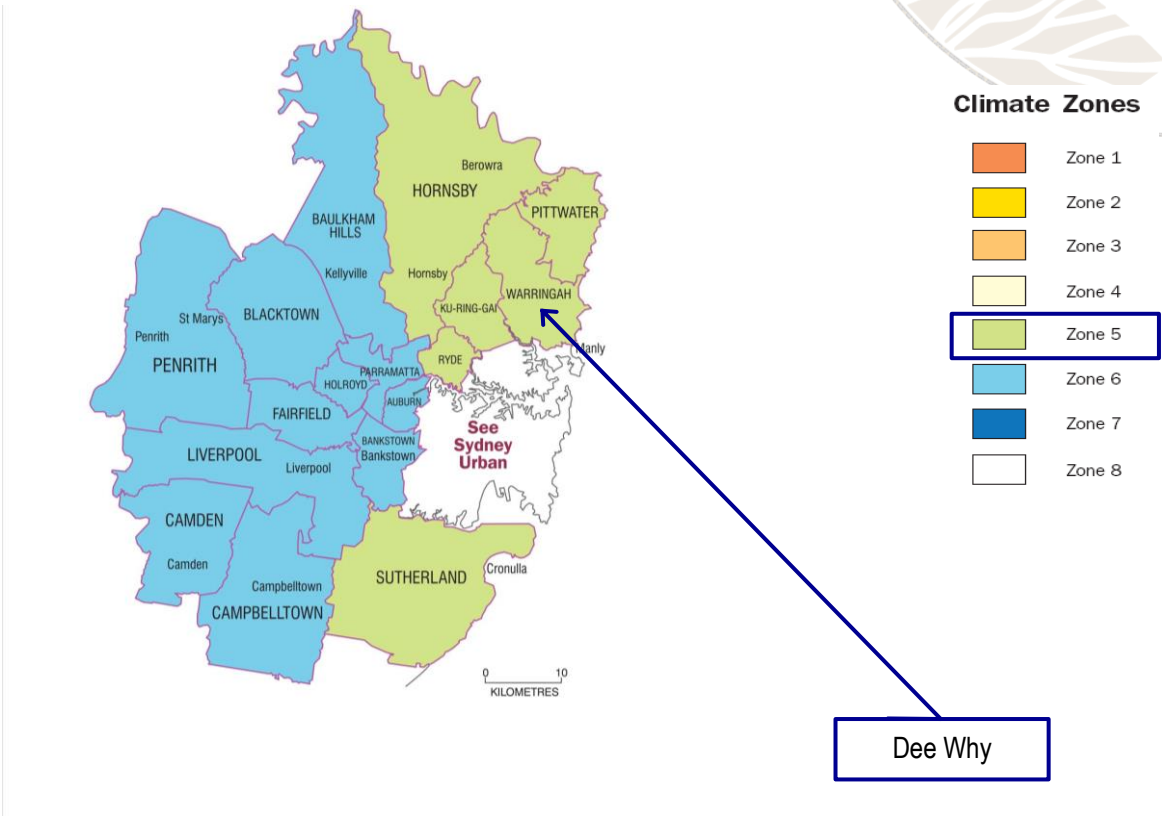 Climate Zones
Zone 1
Zone 2
Zone 3
Zone 4
Zone 5
Zone 6
Zone 7
Zone 8
Berowra
HORNSBY
PITTWATER
BAULKHAM
HILLS
Kellyville
Hornsby
WARRINGAH
KU-RING-GAI
St Marys
BLACKTOWN
Penrith
PENRITH
Manly
RYDE
PARRAMATTA
HOLROYD
AUBURN
FAIRFIELD
See
Sydney
Urban
BANKSTOWN
Bankstown
LIVERPOOL
Liverpool
CAMDEN
Camden
Campbelltown
CAMPBELLTOWN
SUTHERLAND
Cronulla
0 10
KILOMETRES
Dee Why